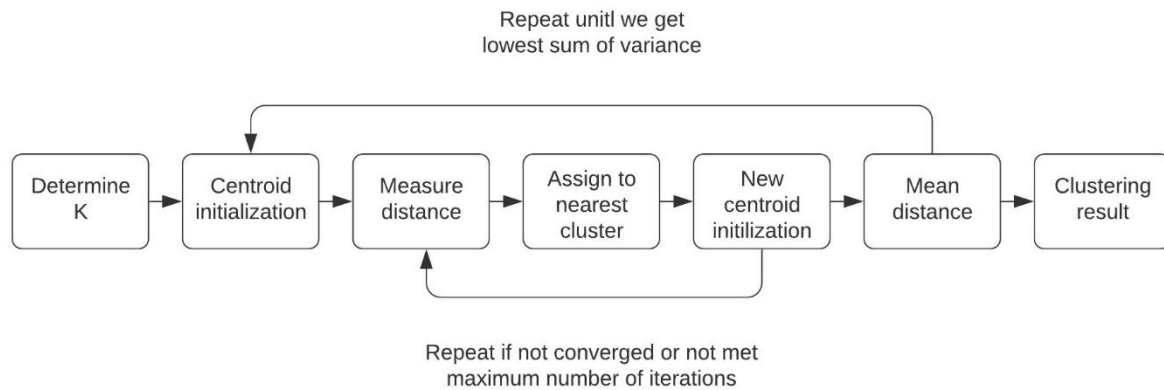 Repeat unitl we get
lowest sum of variance
Determine
K
Centroid
initialization
Measure
distance
Assign to
nearest
cluster
New
centroid
initilization
Mean
distance
Clustering
result
Repeat if not converged or not met
maximum number of iterations